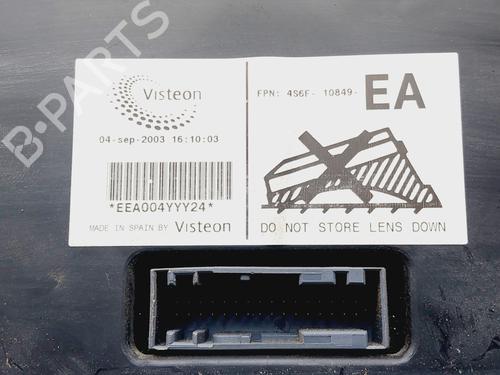 Visteon
04-sep-2003 16:10:03
*EEA004YYY24*
MADE IN SPAIN BY Visteon
FPN: 4S6F- 10849- EA
DO NOT STORE LENS DOWN
B-PARTS